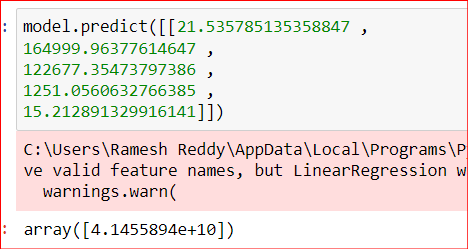 : model.predict([[21.535785135358847 ,
164999.96377614647 ,
122677.35473797386 ,
1251.0560632766385 ,
15.212891329916141]])
C:\Users\Ramesh Reddy\AppData\Local\Programs\P
ve valid feature names, but LinearRegression w
warnings.warn(
: array([4.1455894e+10])